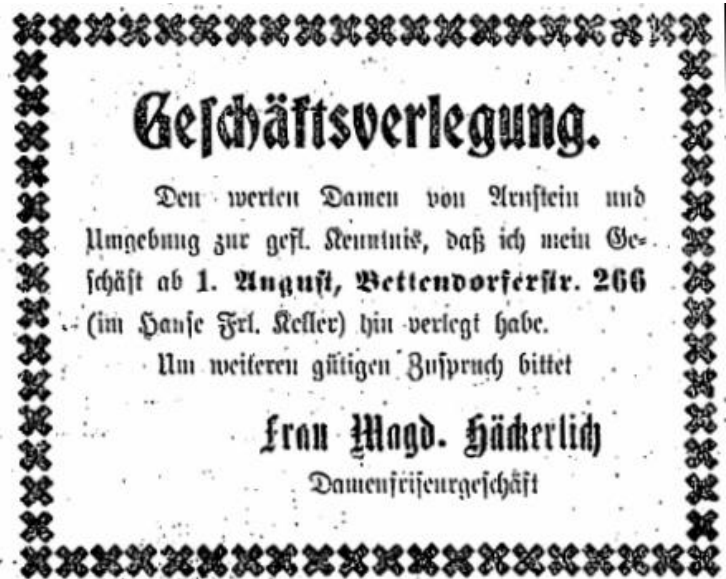 Geschäftsverlegung.
Den werten Damen von Arnstein und
Umgebung zur gefl. Kenntnis, daß ich mein Ge-
schäft ab 1. August, Bettendorferstr. 266
(im Hause Frl. Keller) hin verlegt habe.
Um weiteren gütigen Zuspruch bittet
Frau Magd. Häckerlich
Damenfriseurgeschäft